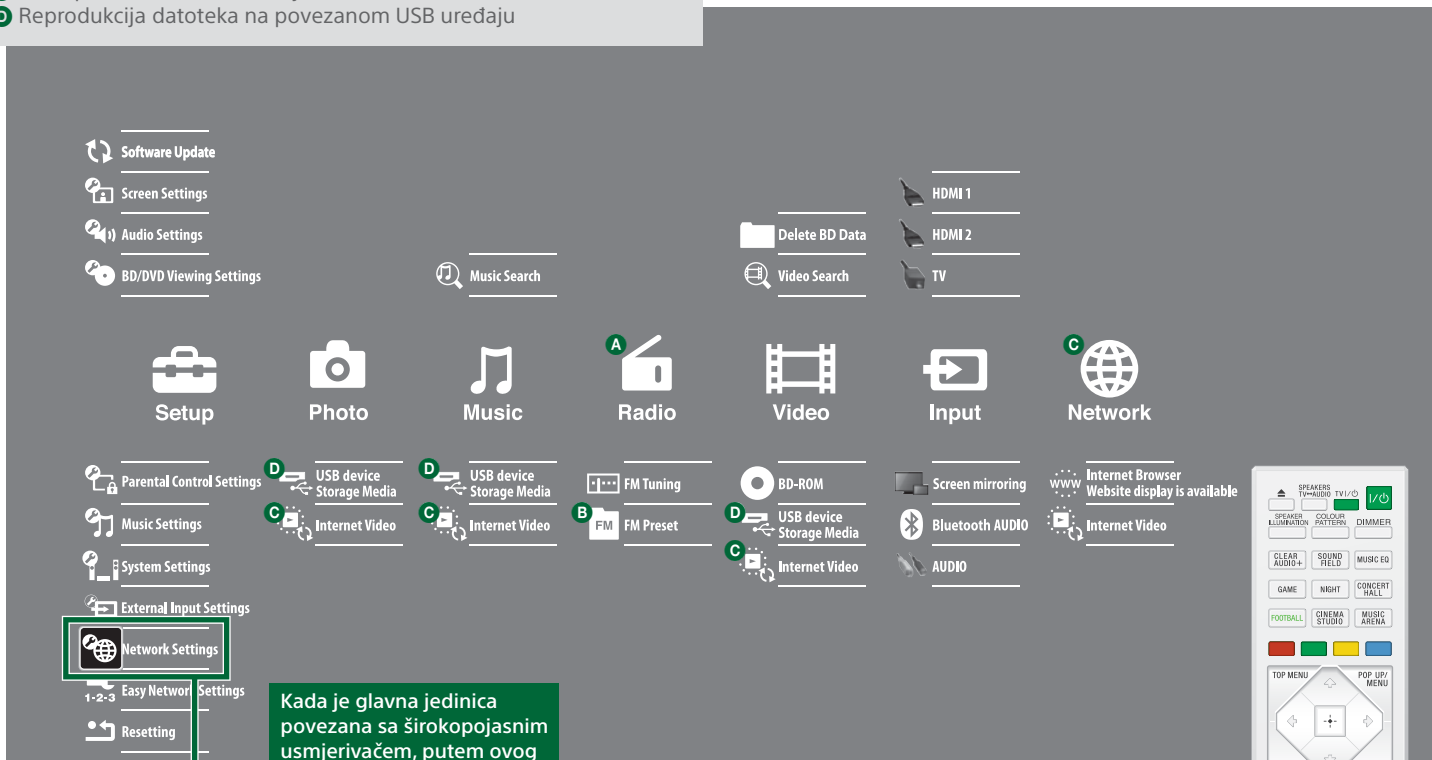 D Reprodukcija datoteka na povezanom USB uređaju
Software Update
Screen Settings
Audio Settings
BD/DVD Viewing Settings
Music Search
Delete BD Data
Video Search
HDMI 1
HDMI 2
TV
Setup
Photo
Music
A
Radio
Video
Input
C
Network
Parental Control Settings
Music Settings
System Settings
External Input Settings
Network Settings
1-2-3 Easy Network Settings
Resetting
D USB device
Storage Media
C Internet Video
D USB device
Storage Media
C Internet Video
FM Tuning
B FM FM Preset
BD-ROM
D USB device
Storage Media
C Internet Video
Screen mirroring
Bluetooth AUDIO
AUDIO
www Internet Browser
Website display is available
Internet Video
Kada je glavna jedinica
povezana sa širokopojasnim
usmjerivačem, putem ovog
SPEAKERS
TV↔AUDIO TV I/⏻ I/⏻
SPEAKER ILLUMINATION COLOUR PATTERN DIMMER
CLEAR AUDIO+ SOUND FIELD MUSIC EQ
GAME NIGHT CONCERT HALL
FOOTBALL CINEMA STUDIO MUSIC ARENA
TOP MENU POP UP/ MENU